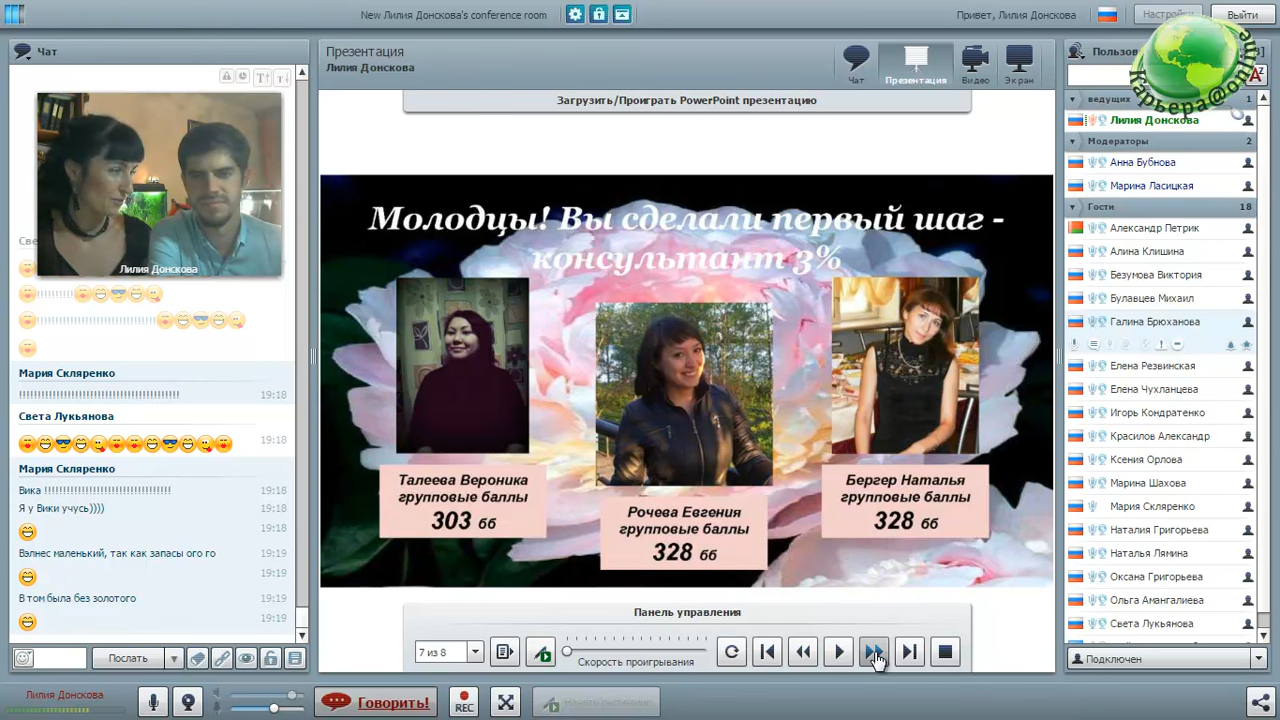 New Лилия Донскова's conference room
Привет, Лилия Донскова
Настройки
Выйти
Чат
Лилия Донскова
!!!!!!!!!!!
!!!!!!!!!!!!!!!!!!!!!!!!!!!!!!!!!!!!
Мария Скляренко
!!!!!!!!!!!!!!!!!!!!!!!!!!!!!!!!!!!!!!!!!!!!!!!! 19:18
Света Лукьянова
19:18
Мария Скляренко
Вика !!!!!!!!!!!!!!!!!!!!!!!!!!!!!!!!!!!! 19:18
Я у Вики учусь)))) 19:18
19:18
Вэлнес маленький, так как запасы ого го 19:19
19:19
В том была без золотого 19:19
19:19
Послать
Презентация
Лилия Донскова
Чат
Презентация
Видео
Экран
Загрузить/Проиграть PowerPoint презентацию
Молодцы! Вы сделали первый шаг -
консультант 3%
Талеева Вероника
групповые баллы
303 бб
Рочева Евгения
групповые баллы
328 бб
Бергер Наталья
групповые баллы
328 бб
Панель управления
7 из 8
Скорость проигрывания
карьера@online
ведущих 1
Лилия Донскова
Модераторы 2
Анна Бубнова
Марина Ласицкая
Гости 18
Александр Петрик
Алина Клишина
Безумова Виктория
Булавцев Михаил
Галина Брюханова
Елена Резвинская
Елена Чухланцева
Игорь Кондратенко
Красилов Александр
Ксения Орлова
Мария Шахова
Мария Скляренко
Наталия Григорьева
Наталья Лямина
Оксана Григорьева
Ольга Амангалиева
Света Лукьянова
Подключен
Лилия Донскова
Говорить!
REC